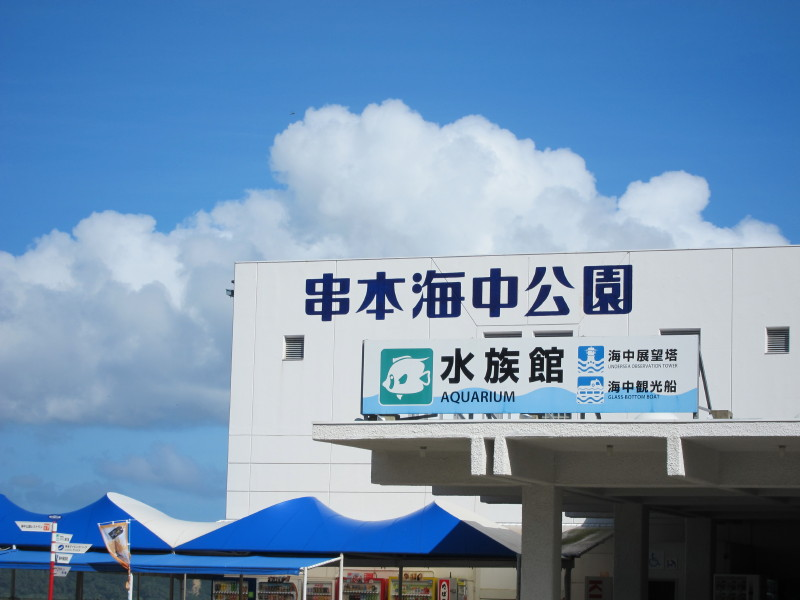 串本海中公園
水族館
AQUARIUM
海中展望塔
UNDERSEA OBSERVATION TOWER
海中観光船
GLASS BOTTOM BOAT